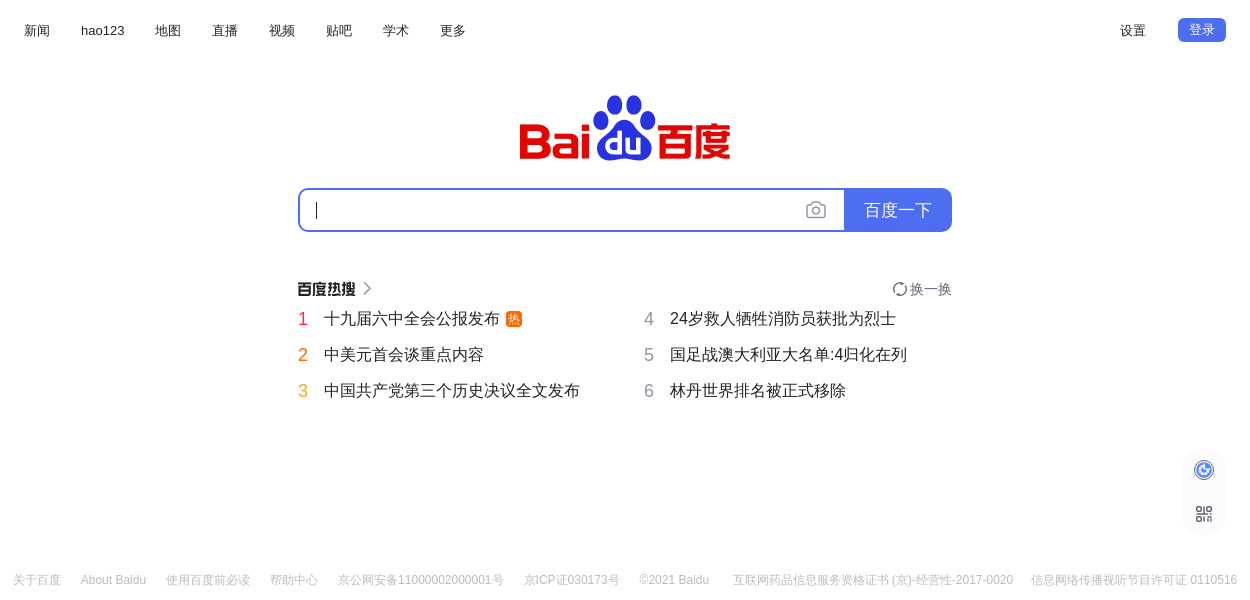 新闻 hao123 地图 直播 视频 贴吧 学术 更多 设置 登录
Bai du 百度
百度一下
百度热搜 换一换
1 十九届六中全会公报发布 热
4 24岁救人牺牲消防员获批为烈士
2 中美元首会谈重点内容
5 国足战澳大利亚大名单:4归化在列
3 中国共产党第三个历史决议全文发布
6 林丹世界排名被正式移除
关于百度 About Baidu 使用百度前必读 帮助中心 京公网安备11000002000001号 京ICP证030173号 ©2021 Baidu 互联网药品信息服务资格证书 (京)-经营性-2017-0020 信息网络传播视听节目许可证 0110516